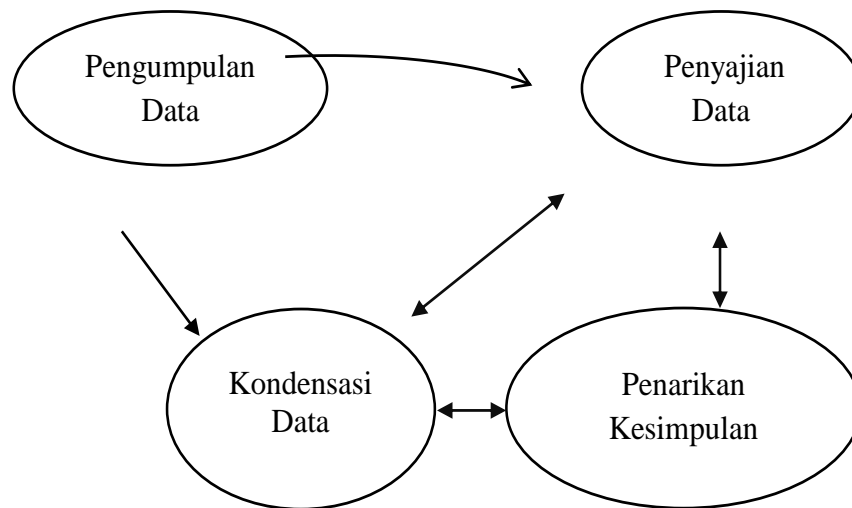 Pengumpulan
Data
Penyajian
Data
Kondensasi
Data
Penarikan
Kesimpulan